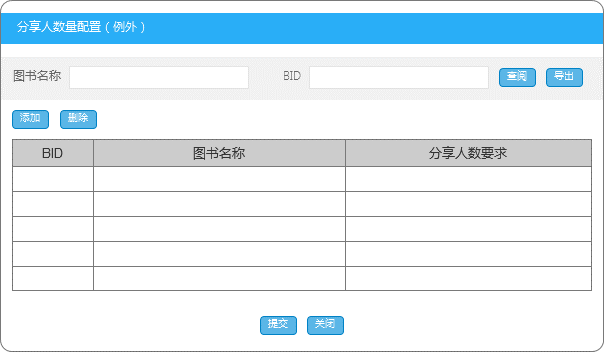 分享人数量配置（例外）
图书名称 BID 查阅 导出
添加 删除
BID 图书名称 分享人数要求
提交 关闭